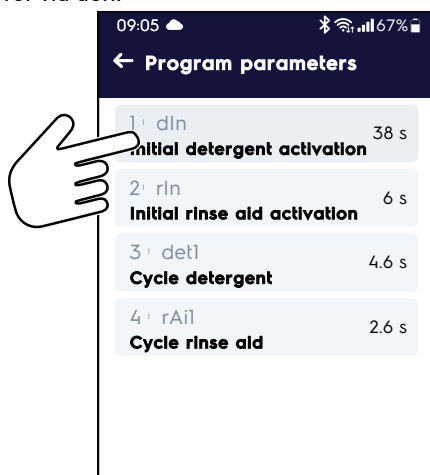 09:05 67%
← Program parameters
1 dIn
Initial detergent activation
38 s
2 rIn
Initial rinse aid activation
6 s
3 det1
Cycle detergent
4.6 s
4 rAi1
Cycle rinse aid
2.6 s